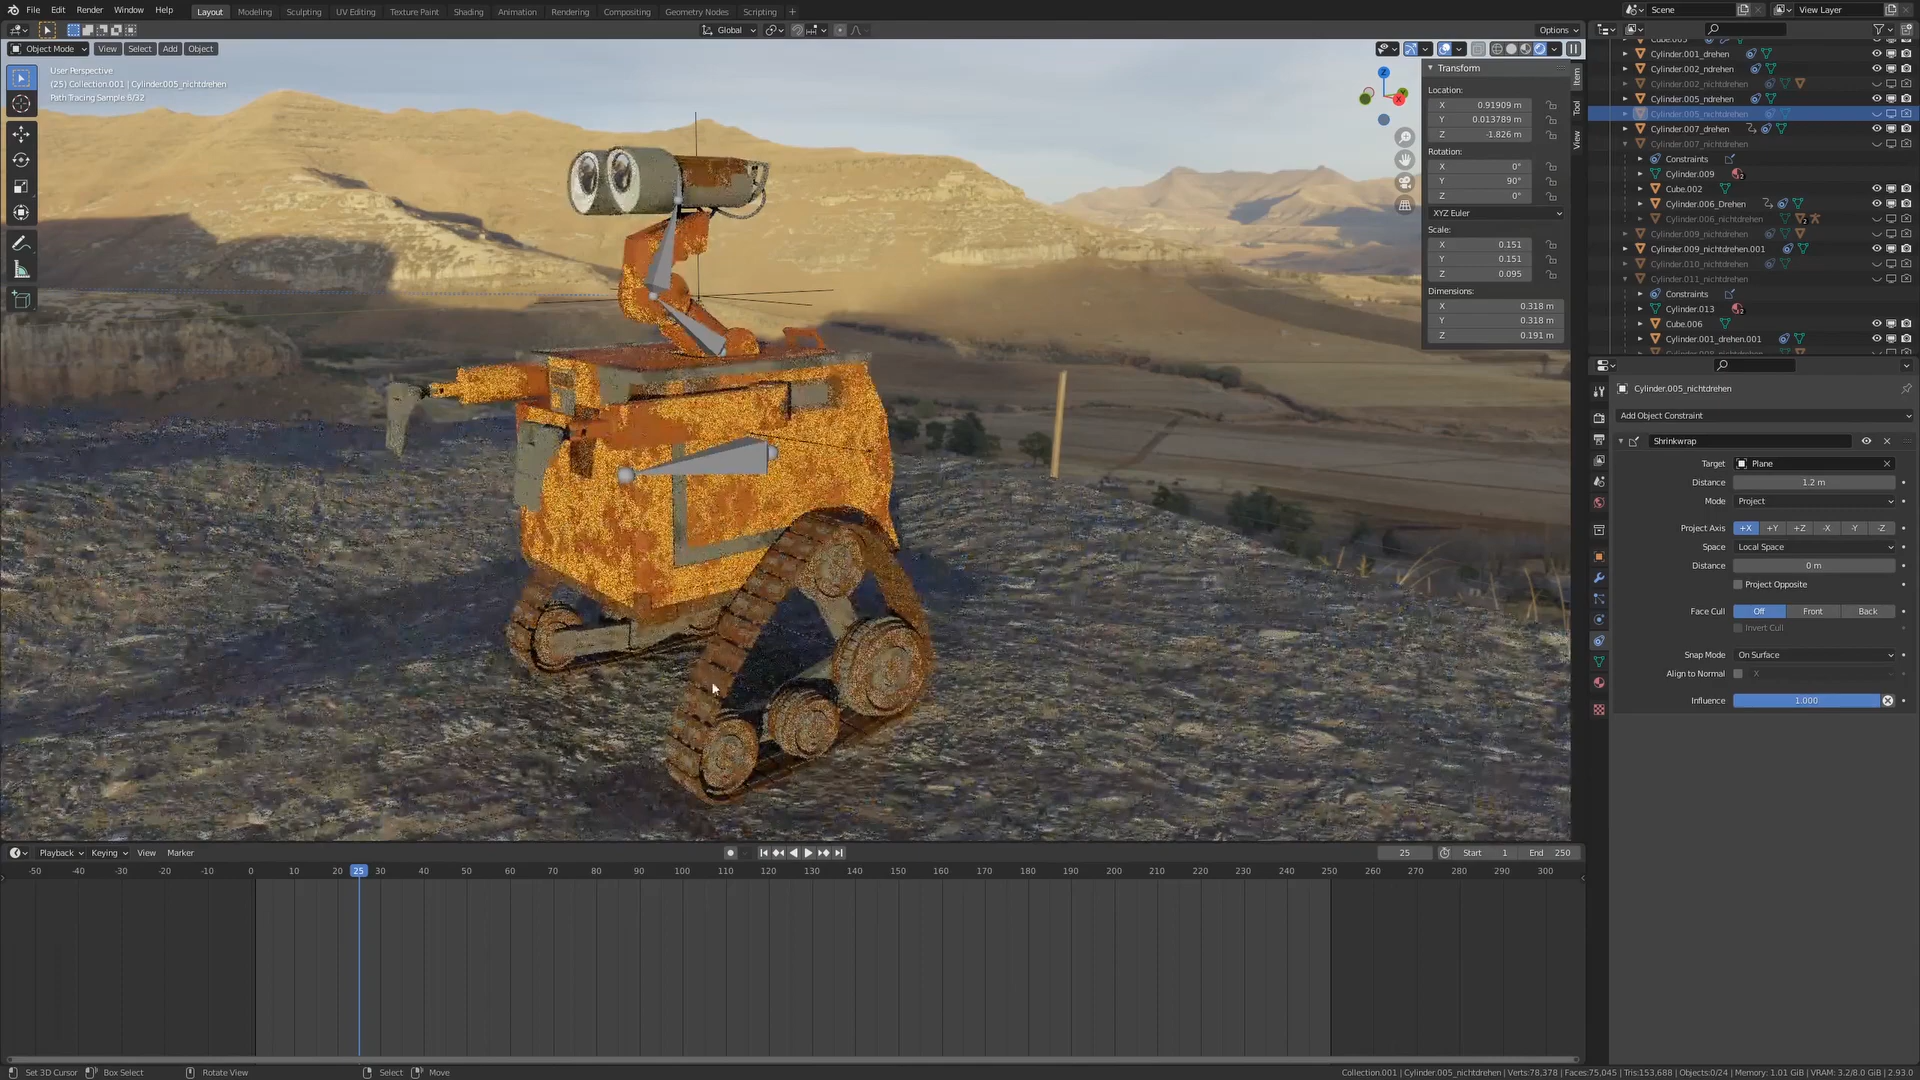 File Edit Render Window Help Layout Modeling Sculpting UV Editing Texture Paint Shading Animation Rendering Compositing Geometry Nodes Scripting + Scene View Layer
Global Options
Object Mode View Select Add Object
User Perspective
(25) Collection.001 | Cylinder.005_nichtdrehen
Path Tracing Sample 8/32
Z
Y
X
Transform
Location:
X 0.91909 m
Y 0.013789 m
Z -1.826 m
Rotation:
X 0°
Y 90°
Z 0°
XYZ Euler
Scale:
X 0.151
Y 0.151
Z 0.095
Dimensions:
X 0.318 m
Y 0.318 m
Z 0.191 m
Item
Tool
View
Cube.005
Cylinder.001_drehen
Cylinder.002_ndrehen
Cylinder.002_nichtdrehen
Cylinder.005_ndrehen
Cylinder.005_nichtdrehen
Cylinder.007_drehen
Cylinder.007_nichtdrehen
Constraints
Cylinder.009
Cube.002
Cylinder.006_Drehen
Cylinder.006_nichtdrehen
Cylinder.009_nichtdrehen
Cylinder.009_nichtdrehen.001
Cylinder.010_nichtdrehen
Cylinder.011_nichtdrehen
Constraints
Cylinder.013
Cube.006
Cylinder.001_drehen.001
Cylinder.005_nichtdrehen
Add Object Constraint
Shrinkwrap
Target Plane
Distance 1.2 m
Mode Project
Project Axis +X +Y +Z -X -Y -Z
Space Local Space
Distance 0 m
Project Opposite
Face Cull Off Front Back
Invert Cull
Snap Mode On Surface
Align to Normal X
Influence 1.000
Playback Keying View Marker 25 Start 1 End 250
-50 -40 -30 -20 -10 0 10 20 25 30 40 50 60 70 80 90 100 110 120 130 140 150 160 170 180 190 200 210 220 230 240 250 260 270 280 290 300
Set 3D Cursor Box Select Rotate View Select Move Collection.001 | Cylinder.005_nichtdrehen | Verts:78,378 | Faces:75,045 | Tris:153,688 | Objects:0/24 | Memory: 1.01 GiB | VRAM: 3.2/8.0 GiB | 2.93.0